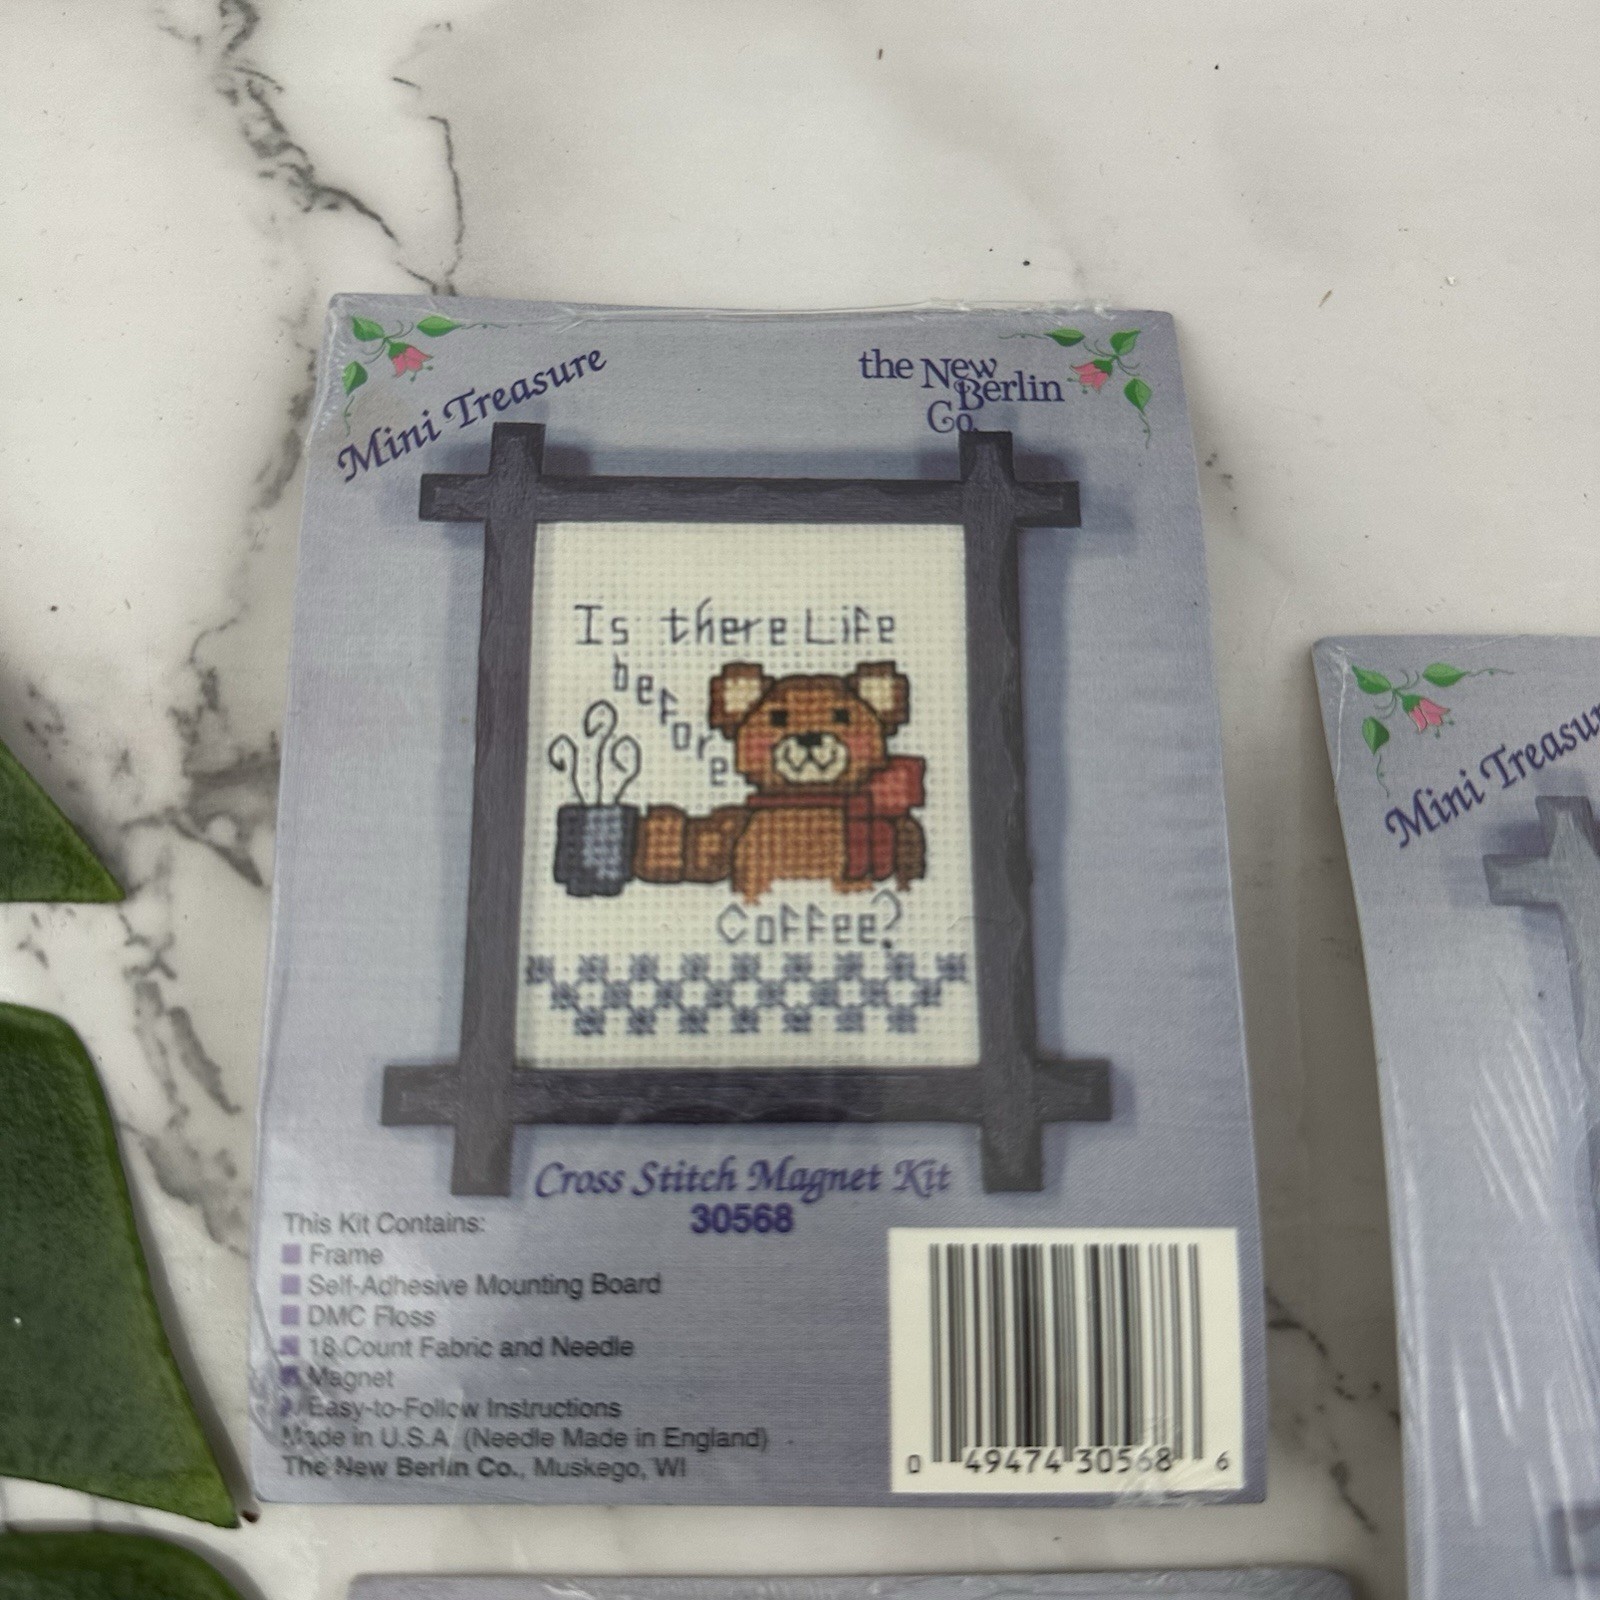 Mini Treasure
the New
Berlin
Co.
Is there Life
before
Coffee?
Cross Stitch Magnet Kit
30568
This Kit Contains:
Frame
Self-Adhesive Mounting Board
DMC Floss
18 Count Fabric and Needle
Magnet
Easy-to-Follow Instructions
Made in U.S.A. (Needle Made in England)
The New Berlin Co., Muskego, WI
0 49474 30568 6
Mini Treasur